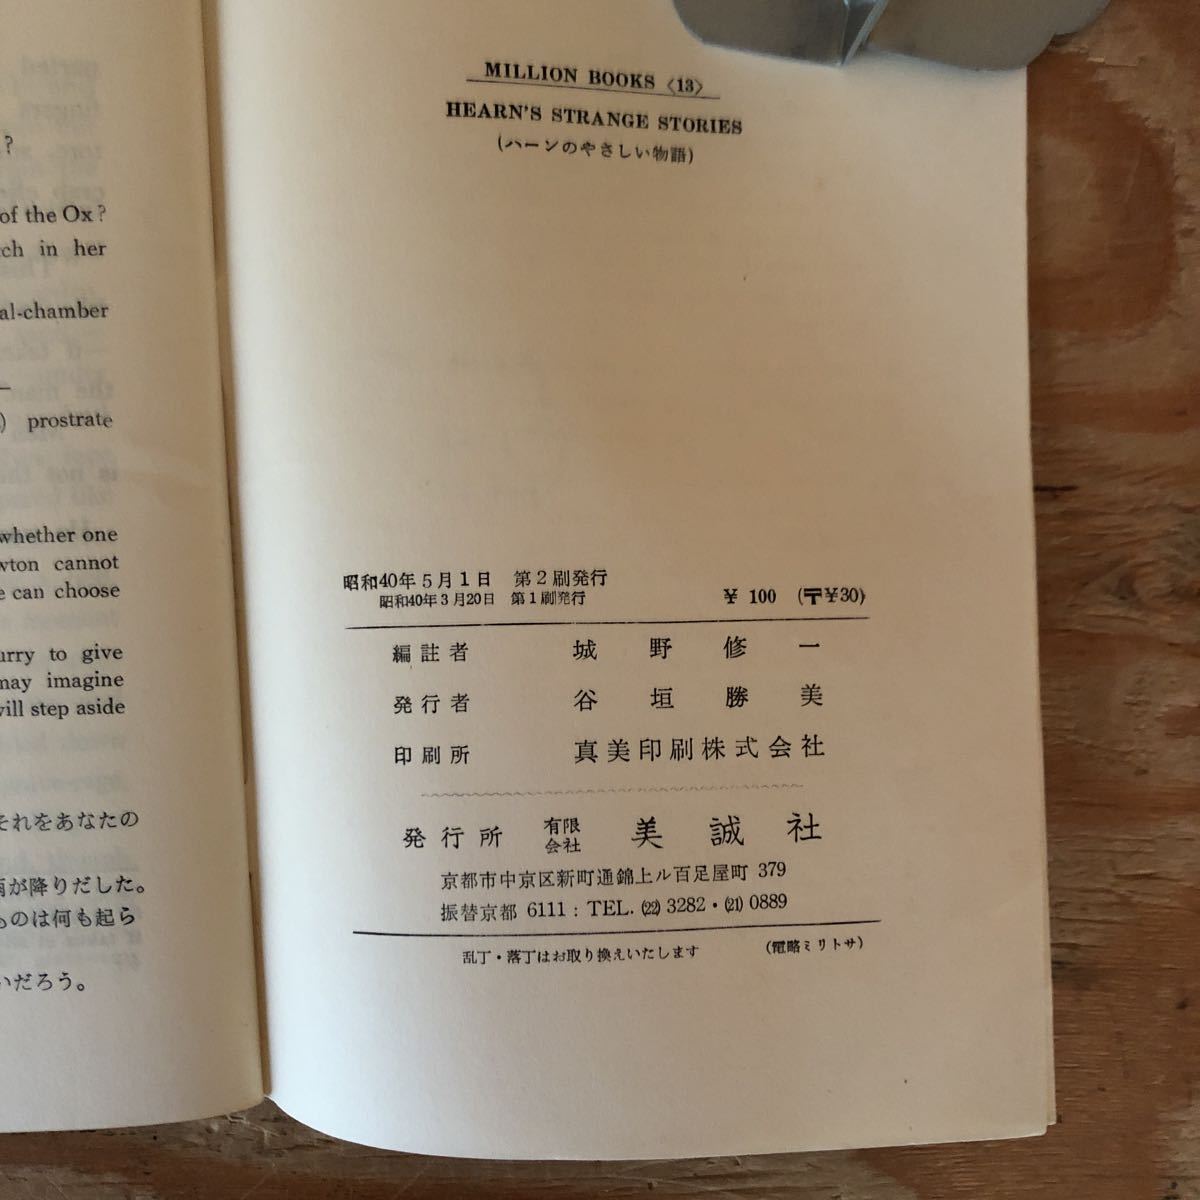 ?
of the Ox?
ch in her
al-chamber
—
) prostrate
whether one
wton cannot
e can choose
urry to give
may imagine
will step aside
それをあなたの
雨が降りだした。
ものは何も起ら
いだろう。
MILLION BOOKS〈13〉
HEARN'S STRANGE STORIES
(ハーンのやさしい物語)
昭和40年5月1日 第2刷発行
昭和40年3月20日 第1刷発行 ¥ 100 (〒¥30)
編註者 城野修一
発行者 谷垣勝美
印刷所 真美印刷株式会社
発行所 有限会社 美誠社
京都市中京区新町通錦上ル百足屋町 379
振替京都 6111 : TEL. (22) 3282・(21) 0889
乱丁・落丁はお取り換えいたします (電略ミリトサ)